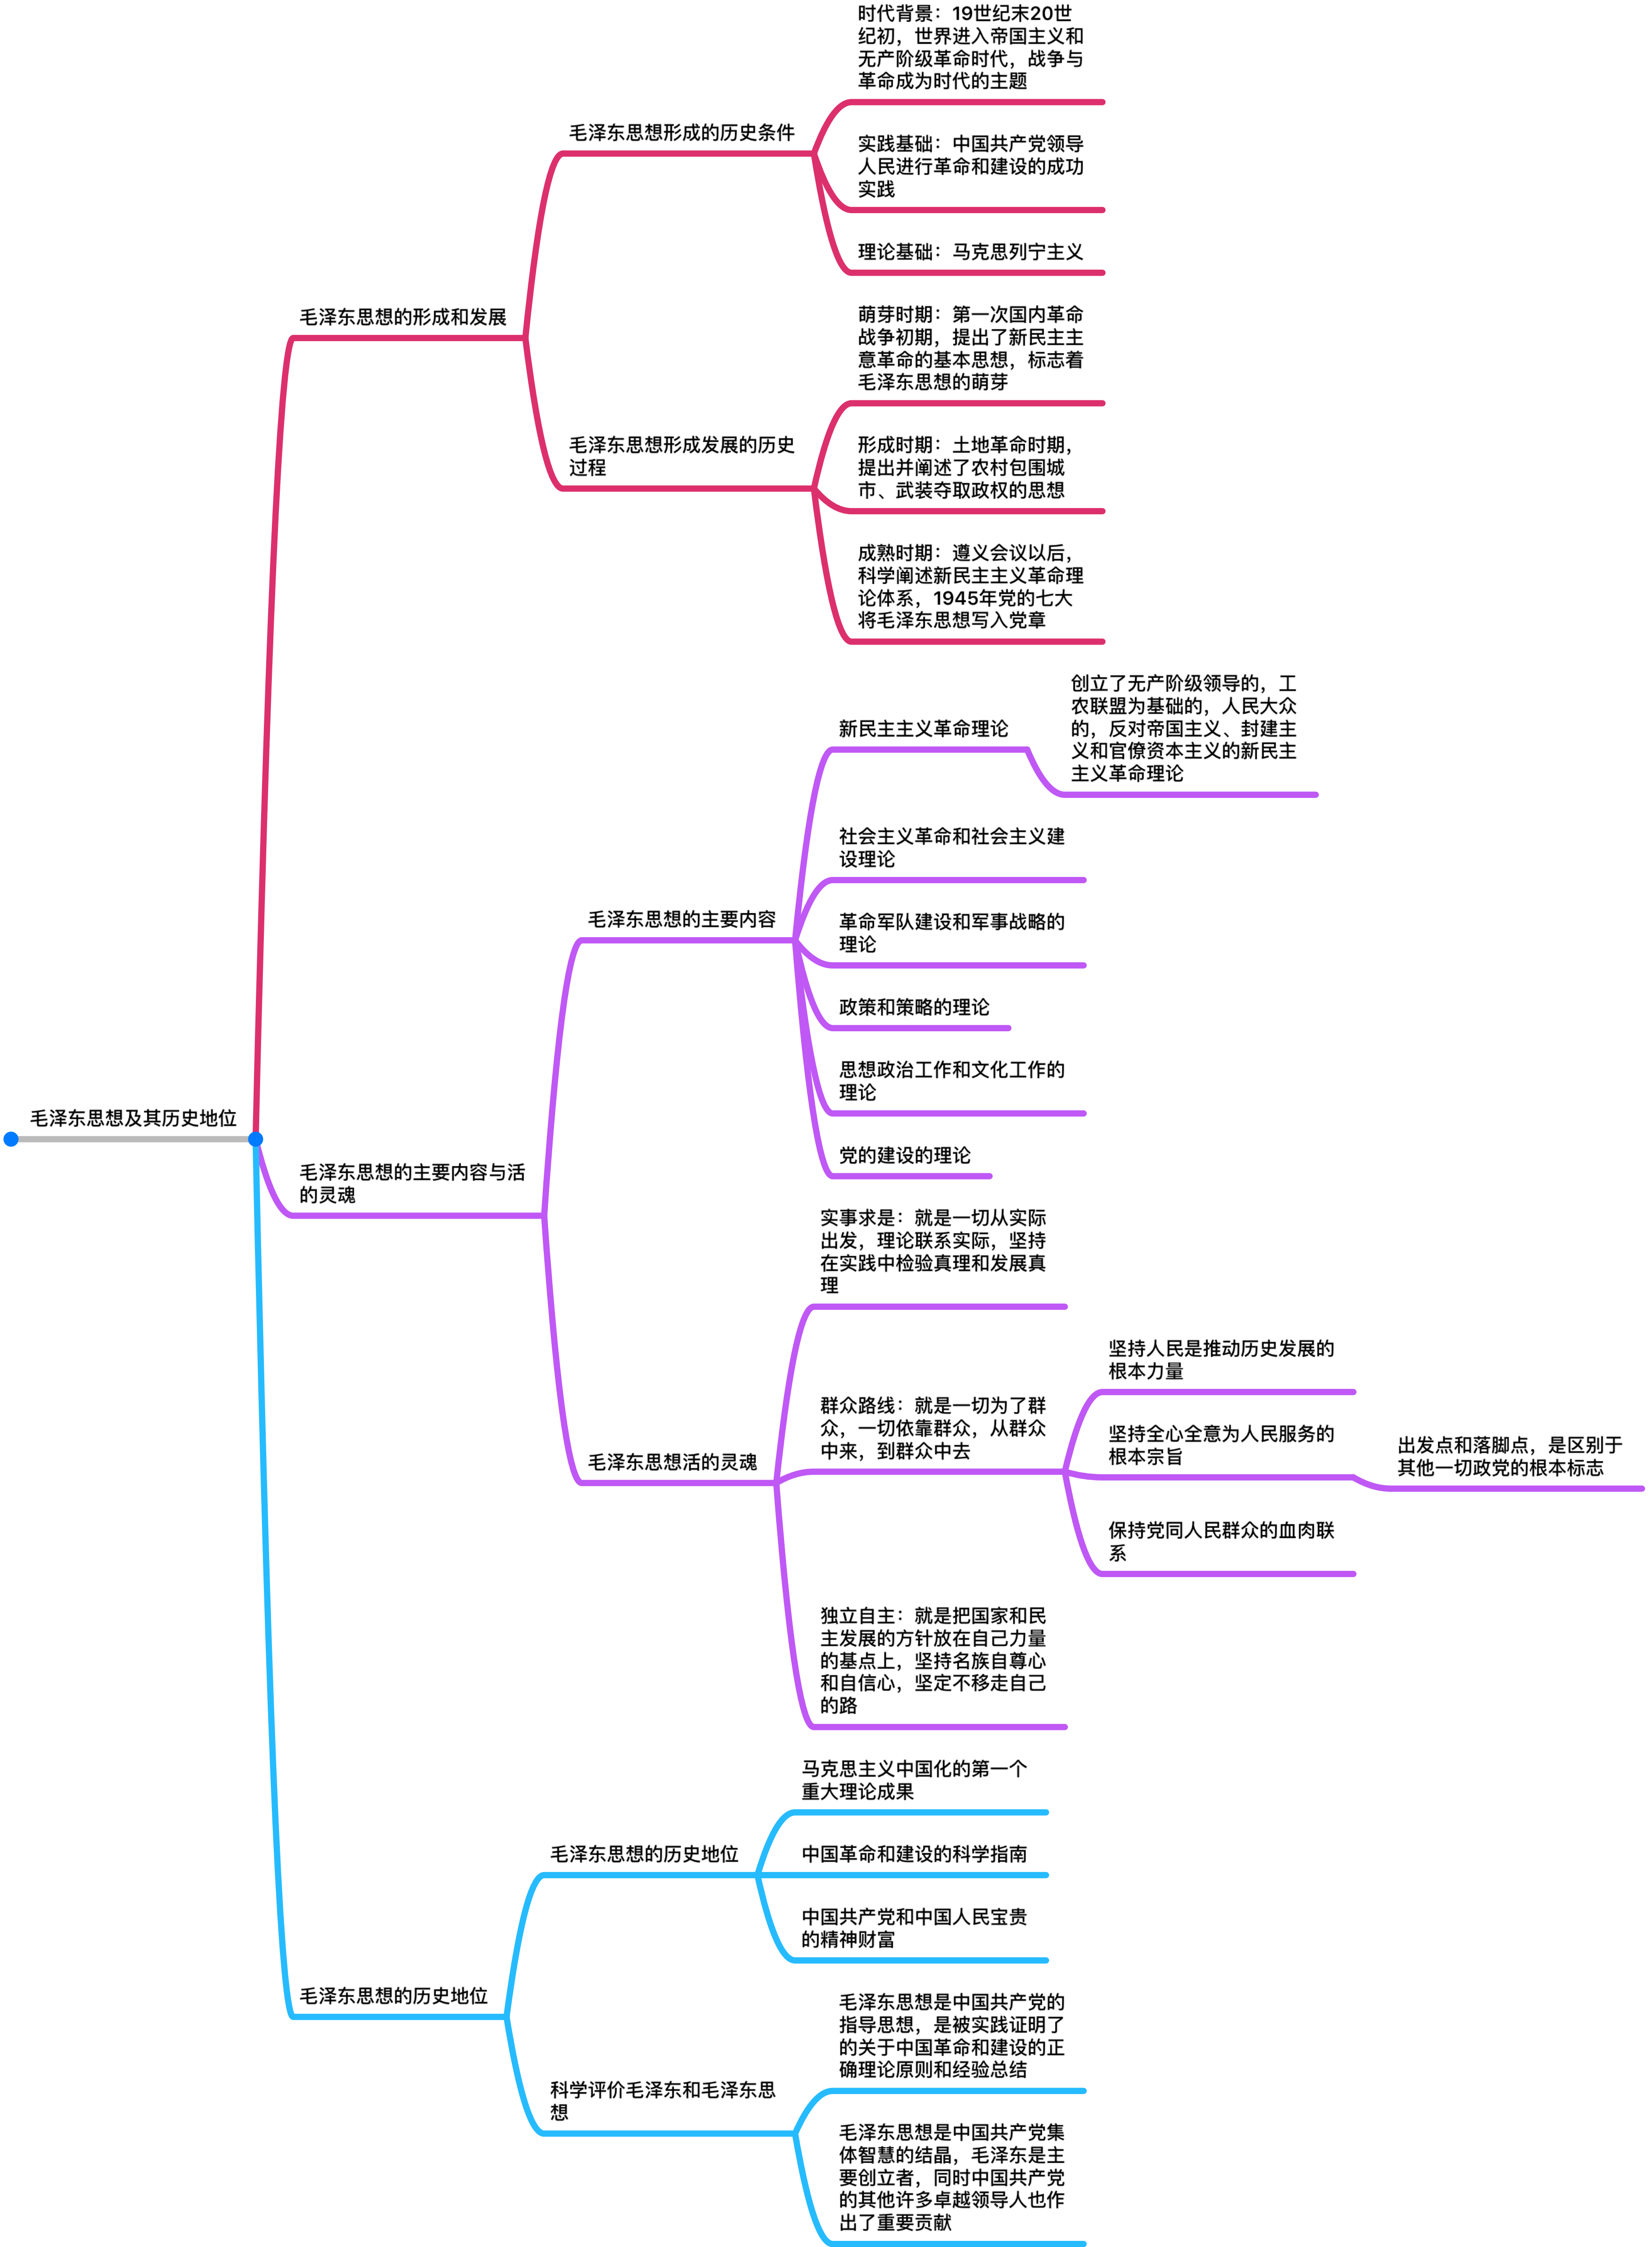 毛泽东思想及其历史地位
毛泽东思想的形成和发展
毛泽东思想形成的历史条件
时代背景：19世纪末20世
纪初，世界进入帝国主义和
无产阶级革命时代，战争与
革命成为时代的主题
实践基础：中国共产党领导
人民进行革命和建设的成功
实践
理论基础：马克思列宁主义
毛泽东思想形成发展的历史
过程
萌芽时期：第一次国内革命
战争初期，提出了新民主主
意革命的基本思想，标志着
毛泽东思想的萌芽
形成时期：土地革命时期，
提出并阐述了农村包围城
市、武装夺取政权的思想
成熟时期：遵义会议以后，
科学阐述新民主主义革命理
论体系，1945年党的七大
将毛泽东思想写入党章
毛泽东思想的主要内容与活
的灵魂
毛泽东思想的主要内容
新民主主义革命理论
创立了无产阶级领导的，工
农联盟为基础的，人民大众
的，反对帝国主义、封建主
义和官僚资本主义的新民主
主义革命理论
社会主义革命和社会主义建
设理论
革命军队建设和军事战略的
理论
政策和策略的理论
思想政治工作和文化工作的
理论
党的建设的理论
毛泽东思想活的灵魂
实事求是：就是一切从实际
出发，理论联系实际，坚持
在实践中检验真理和发展真
理
群众路线：就是一切为了群
众，一切依靠群众，从群众
中来，到群众中去
坚持人民是推动历史发展的
根本力量
坚持全心全意为人民服务的
根本宗旨
出发点和落脚点，是区别于
其他一切政党的根本标志
保持党同人民群众的血肉联
系
独立自主：就是把国家和民
主发展的方针放在自己力量
的基点上，坚持名族自尊心
和自信心，坚定不移走自己
的路
毛泽东思想的历史地位
毛泽东思想的历史地位
马克思主义中国化的第一个
重大理论成果
中国革命和建设的科学指南
中国共产党和中国人民宝贵
的精神财富
科学评价毛泽东和毛泽东思
想
毛泽东思想是中国共产党的
指导思想，是被实践证明了
的关于中国革命和建设的正
确理论原则和经验总结
毛泽东思想是中国共产党集
体智慧的结晶，毛泽东是主
要创立者，同时中国共产党
的其他许多卓越领导人也作
出了重要贡献